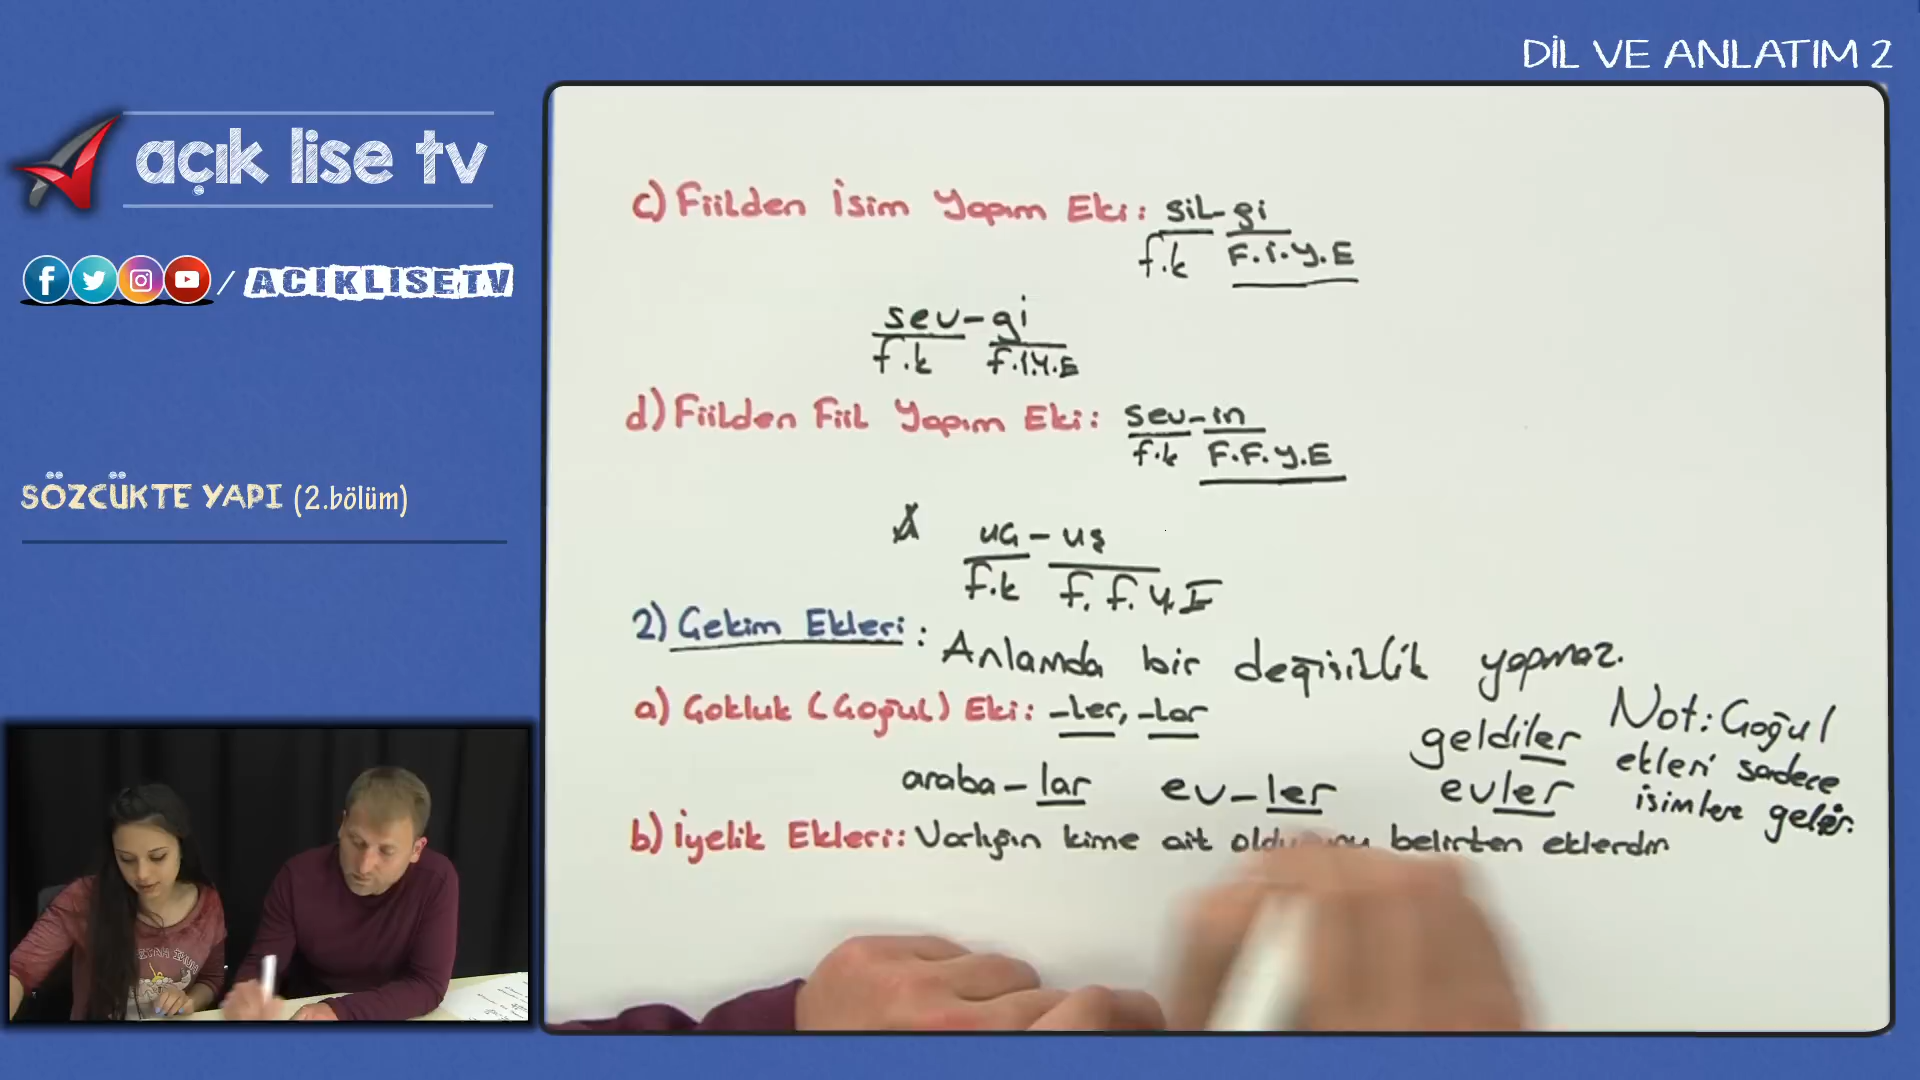 DİL VE ANLATIM 2
açık lise tv
/ ACIKLISETV
SÖZCÜKTE YAPI (2.bölüm)
c) Fiilden İsim Yapım Eki: sil-gi
f.k F.İ.Y.E
sev-gi
f.k f.i.y.E
d) Fiilden Fiil Yapım Eki: sev-in
f.k F.F.Y.E
uç-uş
f.k f.f.y.E
2) Çekim Ekleri: Anlamda bir değişiklik yapmaz.
a) Çokluk (Çoğul) Eki: -ler, -lar
araba-lar ev-ler
geldiler
evler
Not: Çoğul
ekleri sadece
isimlere gelir.
b) İyelik Ekleri: Varlığın kime ait belirten eklerdir